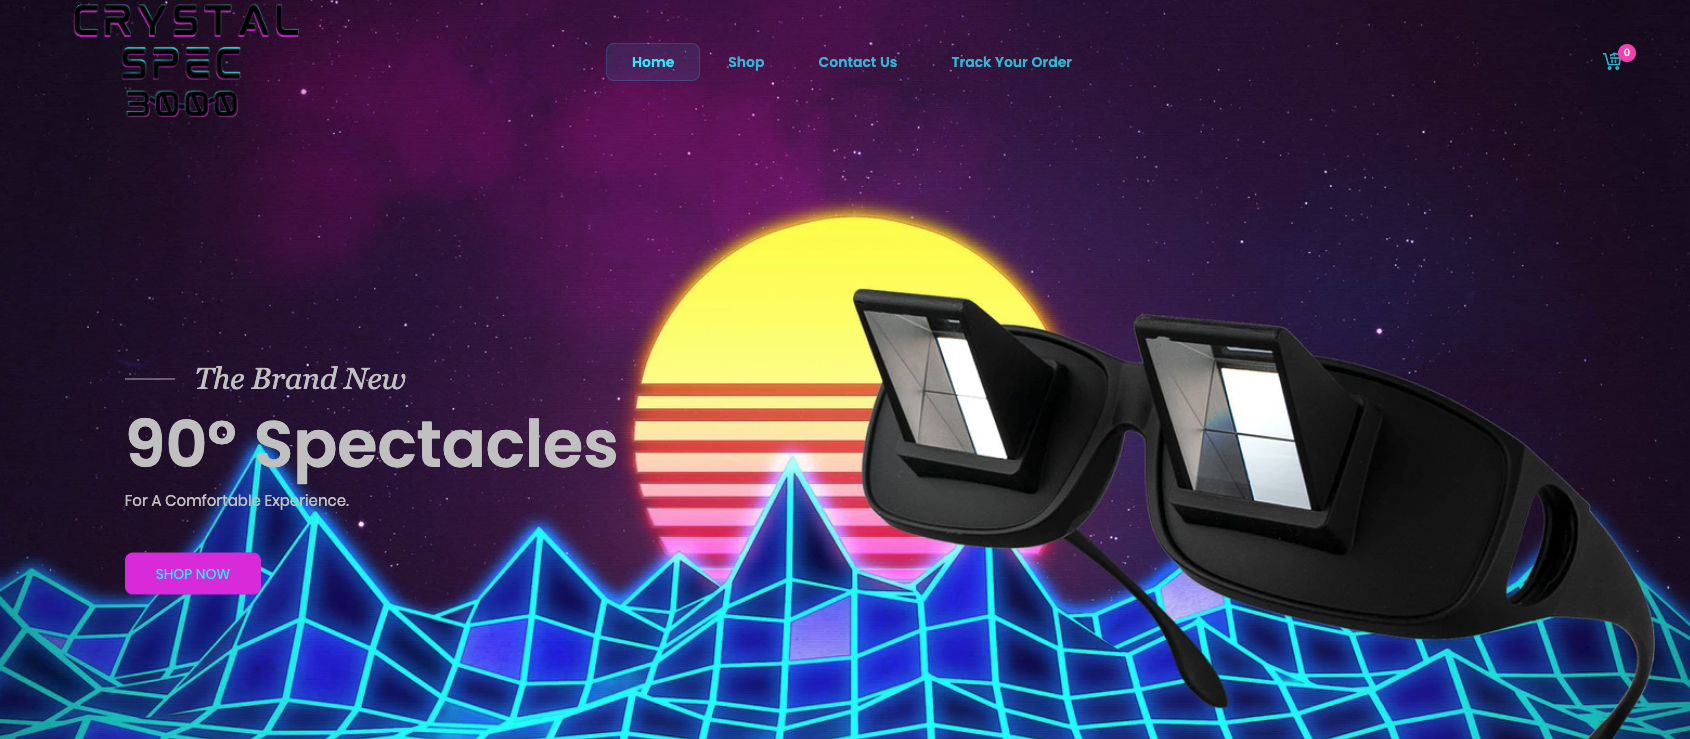 CRYSTAL
SPEC
3000
Home Shop Contact Us Track Your Order
0
The Brand New
90° Spectacles
For A Comfortable Experience.
SHOP NOW